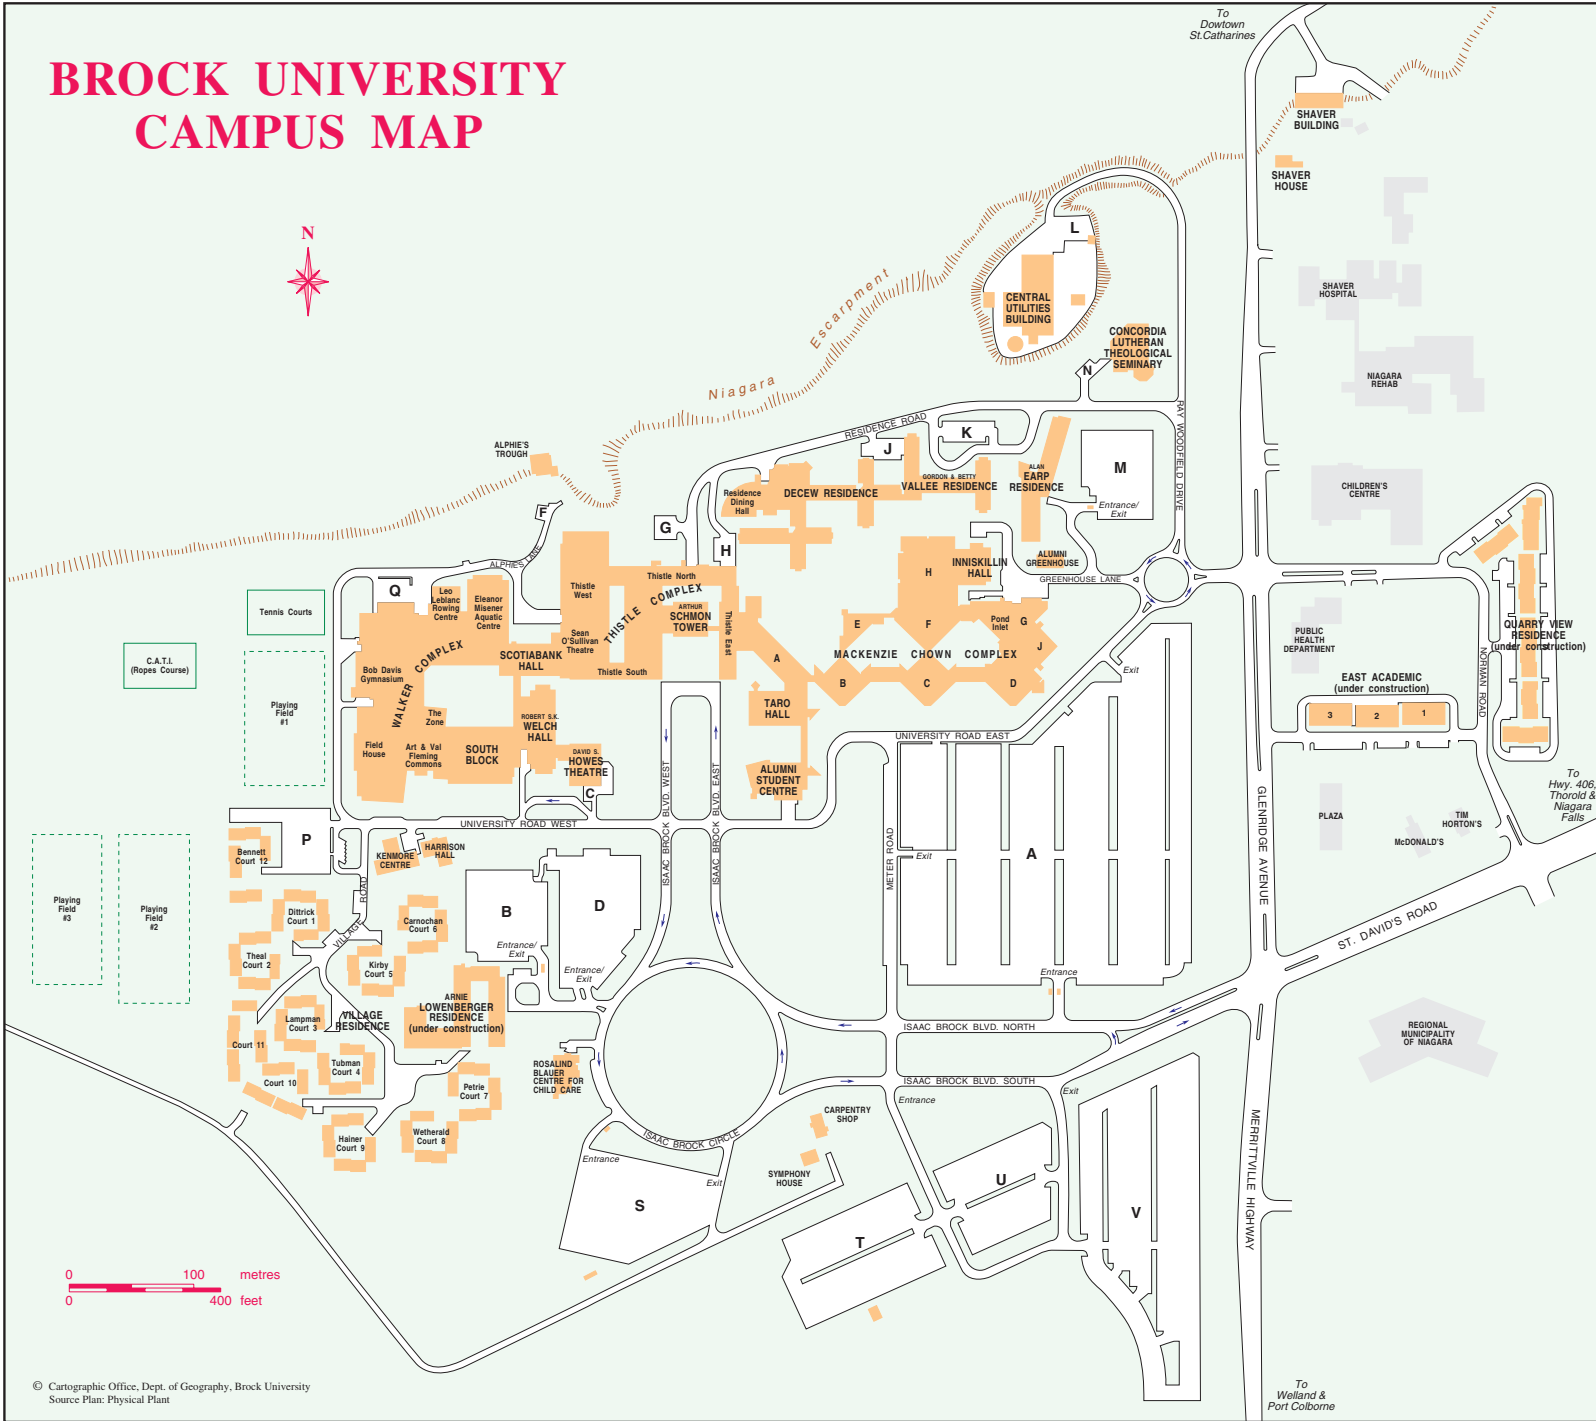 BROCK UNIVERSITY
CAMPUS MAP
N
To
Dowtown
St.Catharines
SHAVER
BUILDING
SHAVER
HOUSE
L
CENTRAL
UTILITIES
BUILDING
CONCORDIA
LUTHERAN
THEOLOGICAL
SEMINARY
N
SHAVER
HOSPITAL
NIAGARA
REHAB
Niagara
Escarpment
ALPHIE'S
TROUGH
RESIDENCE ROAD
K
J
RAY WOODFIELD DRIVE
M
Entrance/
Exit
GORDON & BETTY
VALLEE RESIDENCE
ALAN
EARP
RESIDENCE
DECEW RESIDENCE
Residence
Dining
Hall
CHILDREN'S
CENTRE
F
G
H
ALPHIE'S LANE
Q
Leo
Leblanc
Rowing
Centre
Eleanor
Misener
Aquatic
Centre
Thistle
West
Thistle North
THISTLE COMPLEX
ARTHUR
SCHMON
TOWER
Thistle East
Sean
O'Sullivan
Theatre
Thistle South
SCOTIABANK
HALL
WALKER COMPLEX
Bob Davis
Gymnasium
The
Zone
Field
House
Art & Val
Fleming
Commons
SOUTH
BLOCK
ROBERT S.K.
WELCH
HALL
DAVID S.
HOWES
THEATRE
C
Tennis Courts
C.A.T.I.
(Ropes Course)
Playing
Field
#1
H
INNISKILLIN
HALL
ALUMNI
GREENHOUSE
GREENHOUSE LANE
E
F
Pond
Inlet
G
J
A
MACKENZIE CHOWN COMPLEX
B
C
D
TARO
HALL
ALUMNI
STUDENT
CENTRE
Exit
UNIVERSITY ROAD EAST
PUBLIC
HEALTH
DEPARTMENT
QUARRY VIEW
RESIDENCE
(under construction)
NORMAN ROAD
EAST ACADEMIC
(under construction)
3
2
1
To
Hwy. 406,
Thorold &
Niagara
Falls
PLAZA
TIM
HORTON'S
McDONALD'S
GLENRIDGE AVENUE
ST. DAVID'S ROAD
UNIVERSITY ROAD WEST
ISAAC BROCK BLVD. WEST
ISAAC BROCK BLVD. EAST
METER ROAD
Exit
A
Entrance
P
Bennett
Court 12
KENMORE
CENTRE
HARRISON
HALL
VILLAGE
ROAD
Playing
Field
#3
Playing
Field
#2
Dittrick
Court 1
Carnochan
Court 6
Theal
Court 2
Kirby
Court 5
B
Entrance/
Exit
D
Entrance/
Exit
ARNIE
LOWENBERGER
RESIDENCE
(under construction)
Lampman
Court 3
VILLAGE
RESIDENCE
Court 11
Tubman
Court 4
Court 10
Petrie
Court 7
Hainer
Court 9
Wetherald
Court 8
ROSALIND
BLAUER
CENTRE FOR
CHILD CARE
ISAAC BROCK BLVD. NORTH
ISAAC BROCK BLVD. SOUTH
Entrance
Exit
REGIONAL
MUNICIPALITY
OF NIAGARA
CARPENTRY
SHOP
ISAAC BROCK CIRCLE
SYMPHONY
HOUSE
Entrance
Exit
S
T
U
V
MERRITTVILLE HIGHWAY
0 100 metres
0 400 feet
© Cartographic Office, Dept. of Geography, Brock University
Source Plan: Physical Plant
To
Welland &
Port Colborne